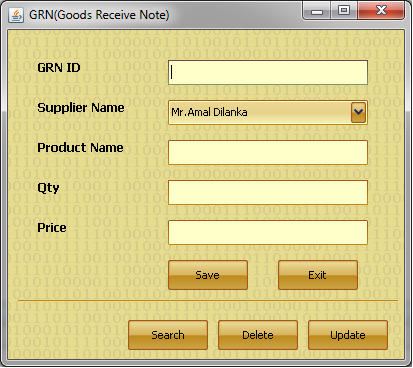 GRN(Goods Receive Note)
GRN ID
Supplier Name
Mr.Amal Dilanka
Product Name
Qty
Price
Save Exit
Search Delete Update